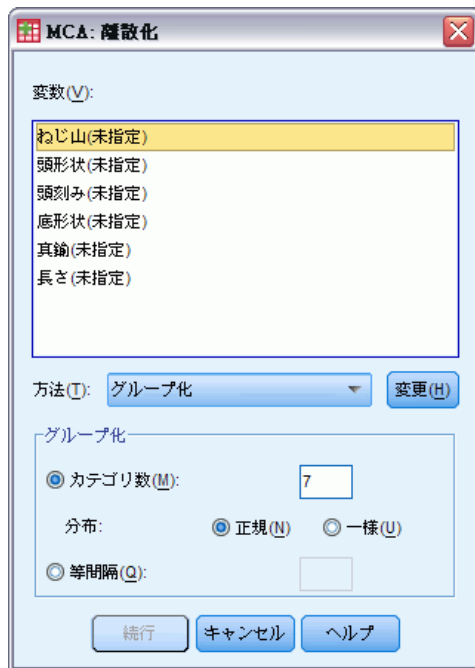 MCA: 離散化
変数(V):
ねじ山(未指定)
頭形状(未指定)
頭刻み(未指定)
底形状(未指定)
真鍮(未指定)
長さ(未指定)
方法(T): グループ化 変更(H)
グループ化
カテゴリ数(M): 7
分布: 正規(N) 一様(U)
等間隔(Q):
続行 キャンセル ヘルプ